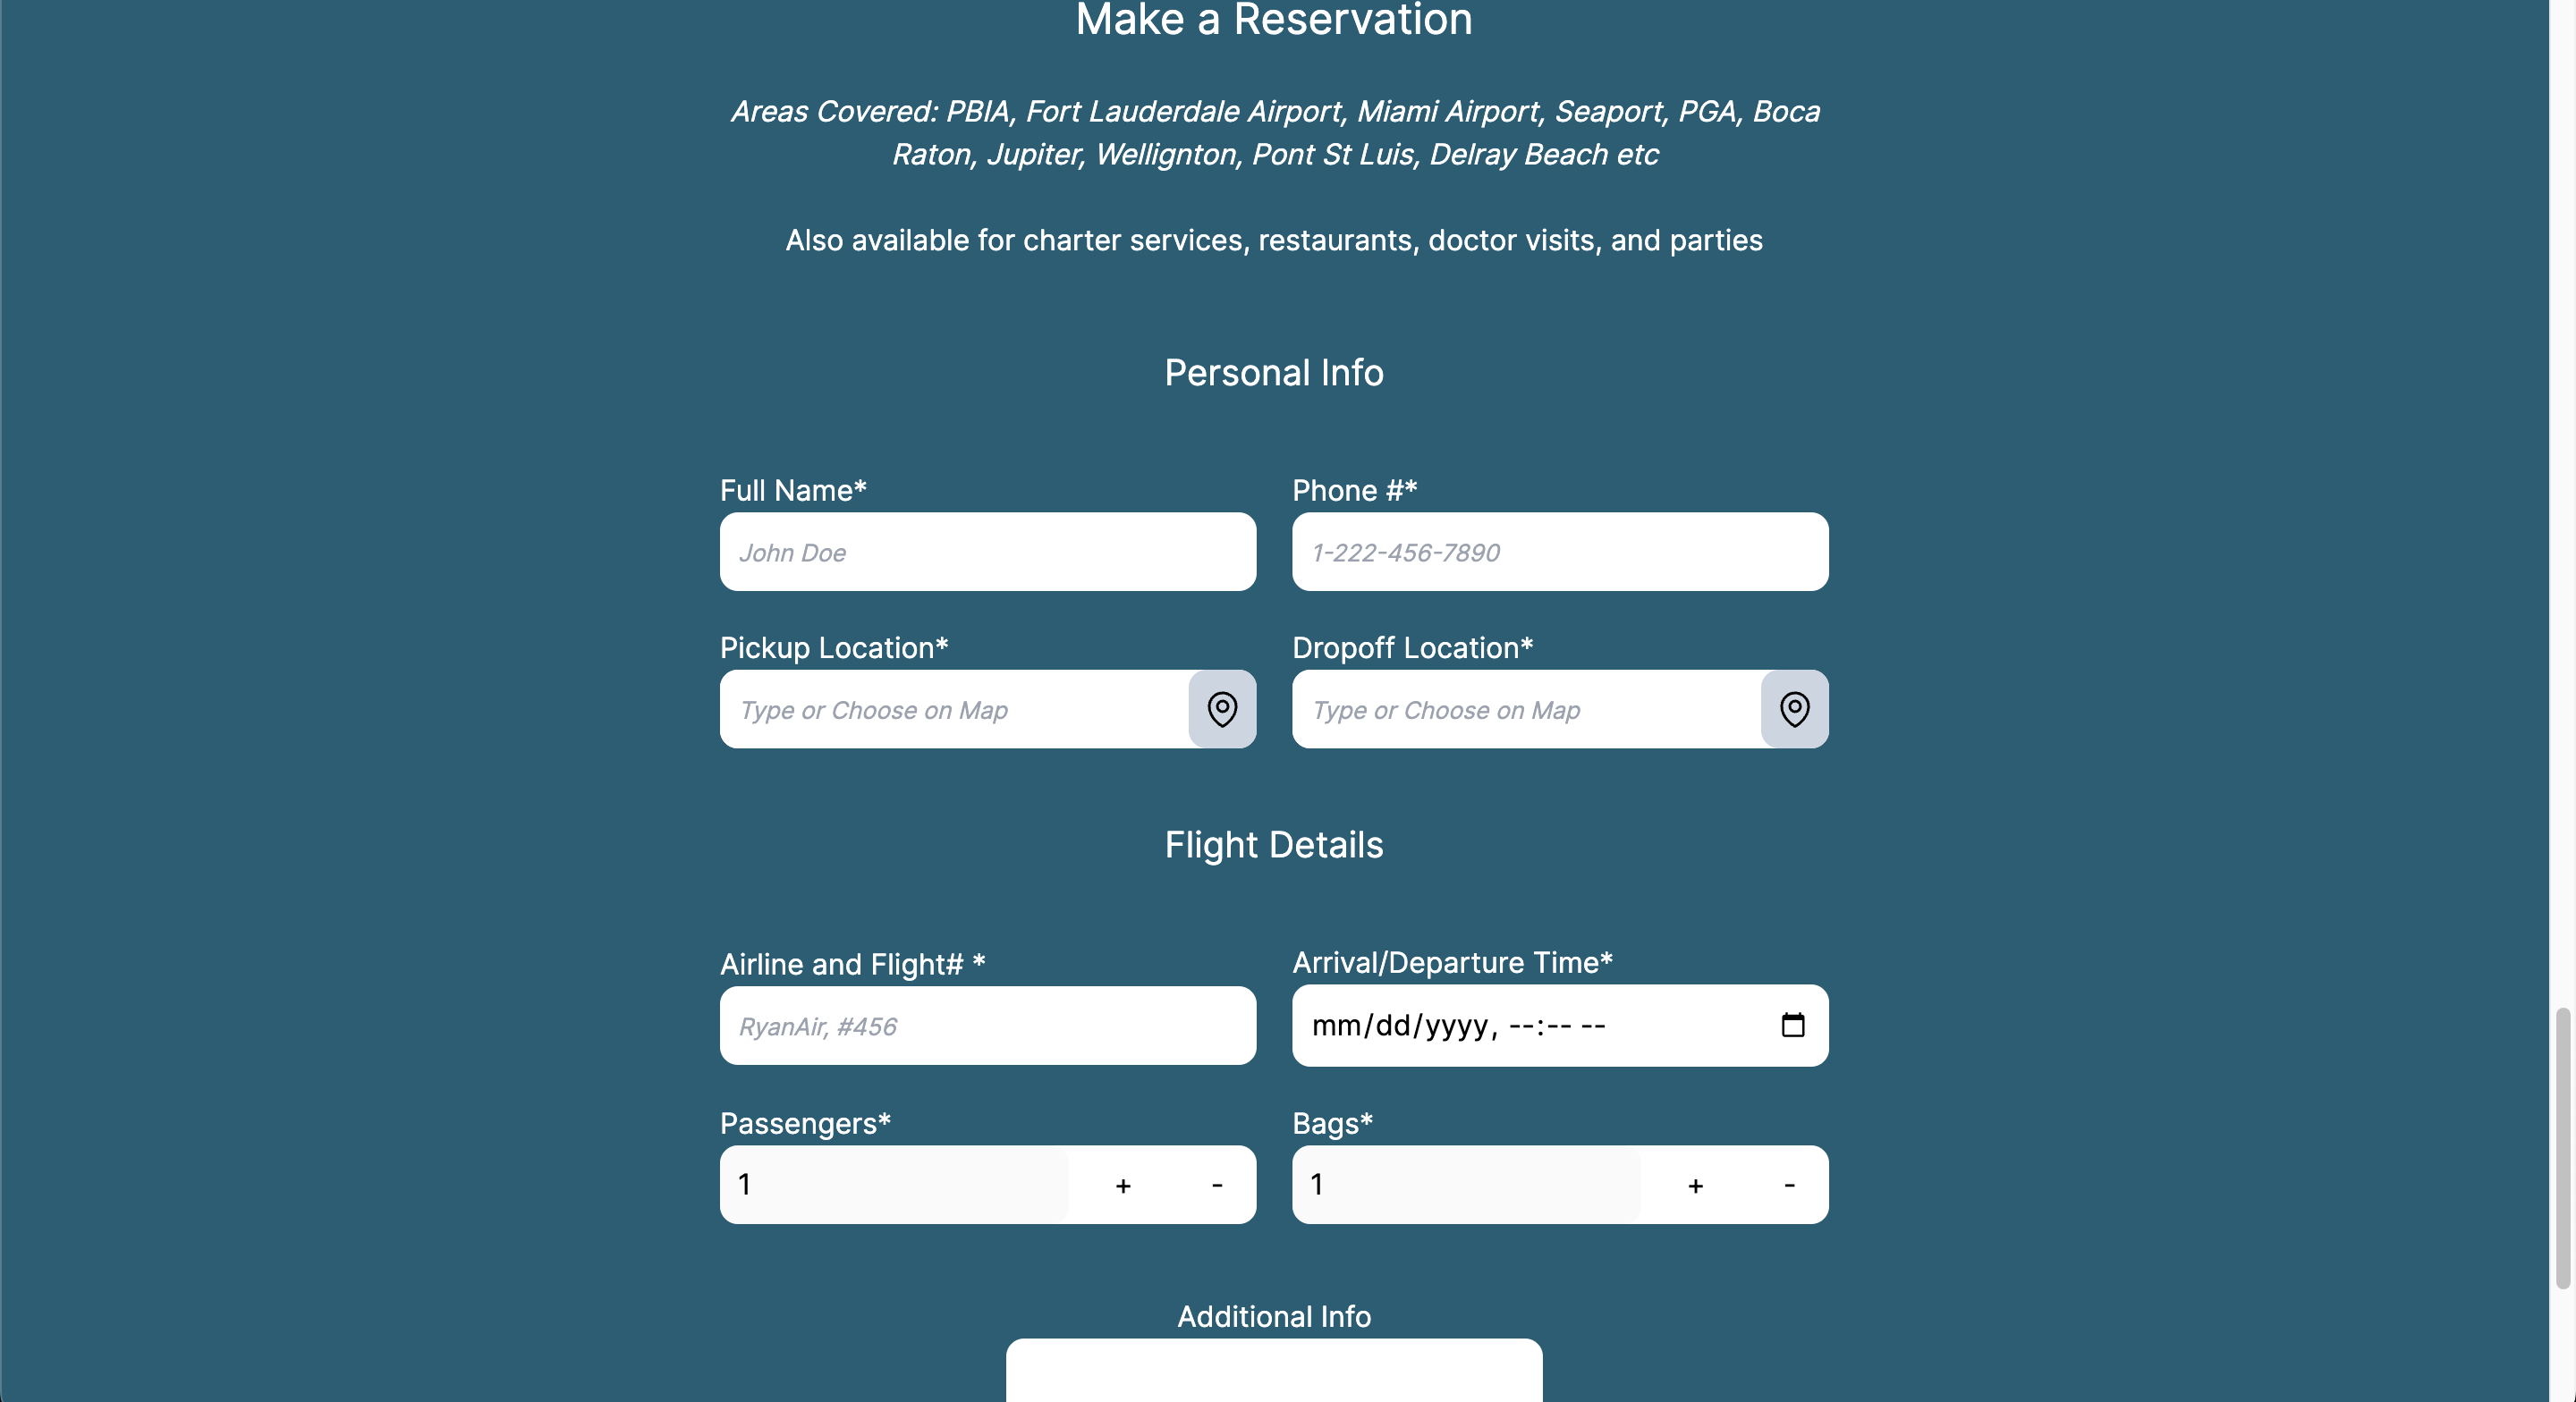 Make a Reservation
Areas Covered: PBIA, Fort Lauderdale Airport, Miami Airport, Seaport, PGA, Boca
Raton, Jupiter, Wellignton, Pont St Luis, Delray Beach etc
Also available for charter services, restaurants, doctor visits, and parties
Personal Info
Full Name*
John Doe
Phone #*
1-222-456-7890
Pickup Location*
Type or Choose on Map
Dropoff Location*
Type or Choose on Map
Flight Details
Airline and Flight# *
RyanAir, #456
Arrival/Departure Time*
mm/dd/yyyy, --:-- --
Passengers*
1 + -
Bags*
1 + -
Additional Info